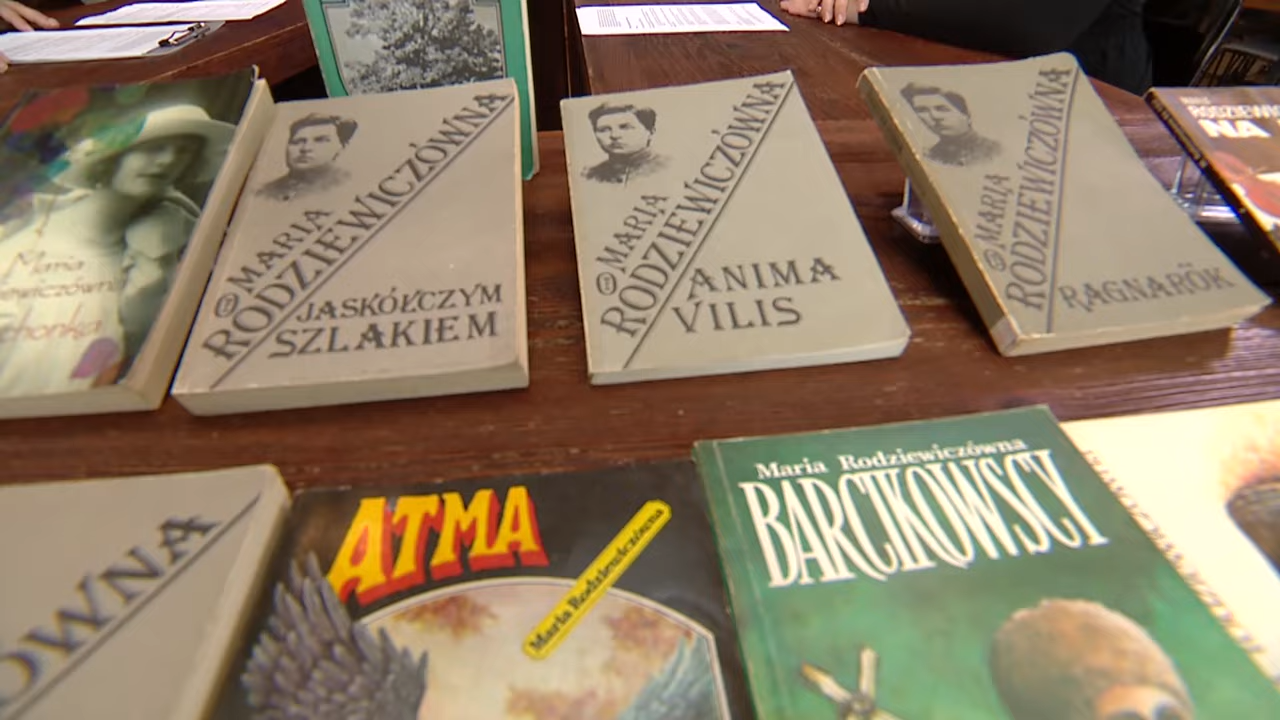 Maria
MARIA
RODZIEWICZÓWNA
JASKÓŁCZYM
SZLAKIEM
MARIA
RODZIEWICZÓWNA
ANIMA
VILIS
MARIA
RODZIEWICZÓWNA
RAGNARÖK
NA
OWNA
ATMA
Maria Rodziewiczówna
Maria Rodziewiczówna
BARCIKOWSCY